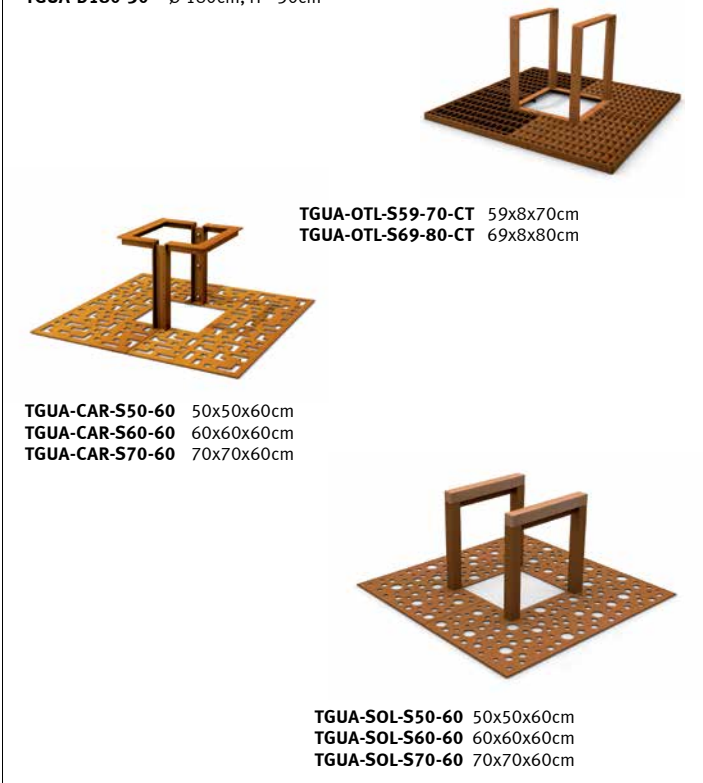 TGUA-OTL-S59-70-CT 59x8x70cm
TGUA-OTL-S69-80-CT 69x8x80cm
TGUA-CAR-S50-60 50x50x60cm
TGUA-CAR-S60-60 60x60x60cm
TGUA-CAR-S70-60 70x70x60cm
TGUA-SOL-S50-60 50x50x60cm
TGUA-SOL-S60-60 60x60x60cm
TGUA-SOL-S70-60 70x70x60cm